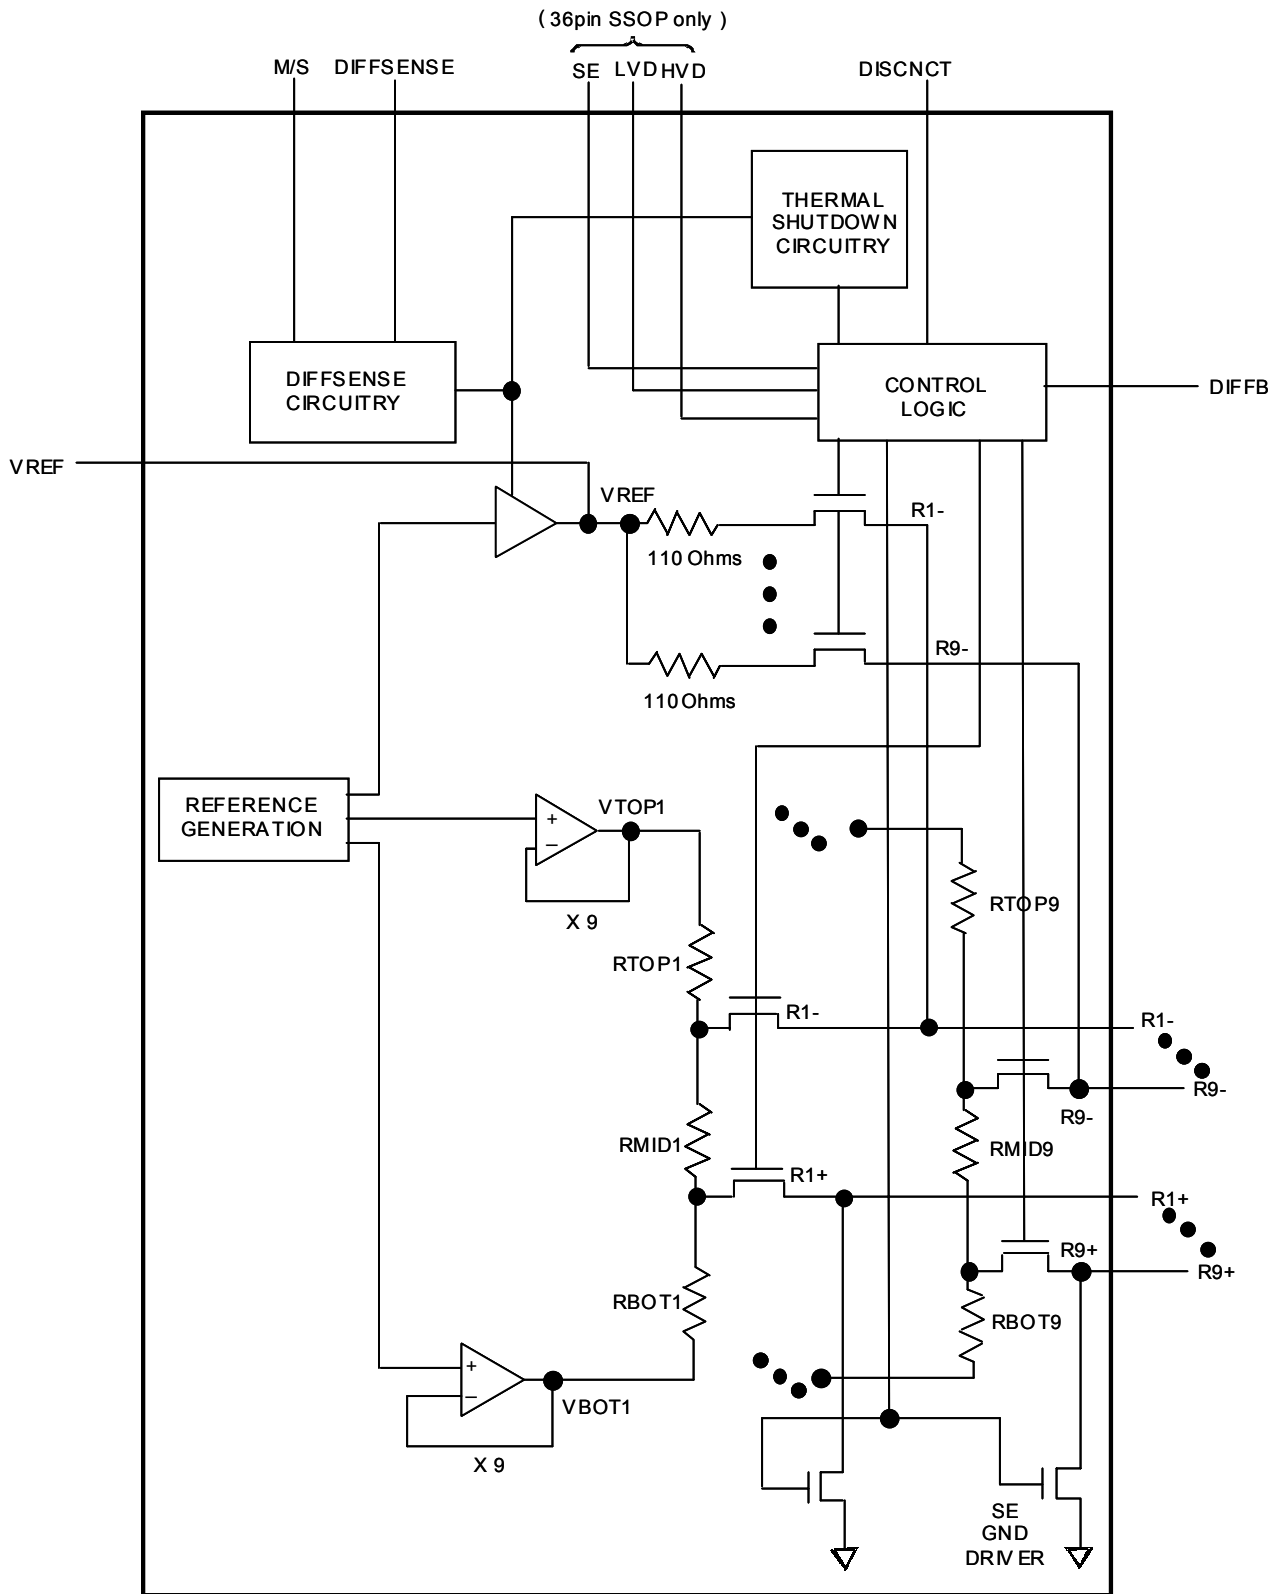 ( 36pin SSOP only )
M/S DIFFSENSE SE LVD HVD DISCNCT
THERMAL
SHUTDOWN
CIRCUITRY
DIFFSENSE
CIRCUITRY
CONTROL
LOGIC
DIFFB
VREF
VREF
R1-
110 Ohms
R9-
110 Ohms
REFERENCE
GENERATION
VTOP1
+
−
X 9
RTOP9
RTOP1
R1-
R1-
R9-
R9-
RMID1
RMID9
R1+
R1+
R9+
R9+
RBOT1
RBOT9
+
−
VBOT1
X 9
SE
GND
DRIVER